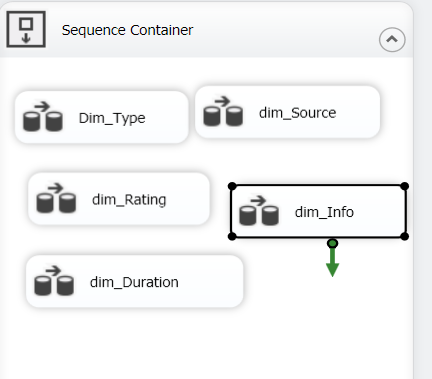 Sequence Container
Dim_Type
dim_Source
dim_Rating
dim_Info
dim_Duration